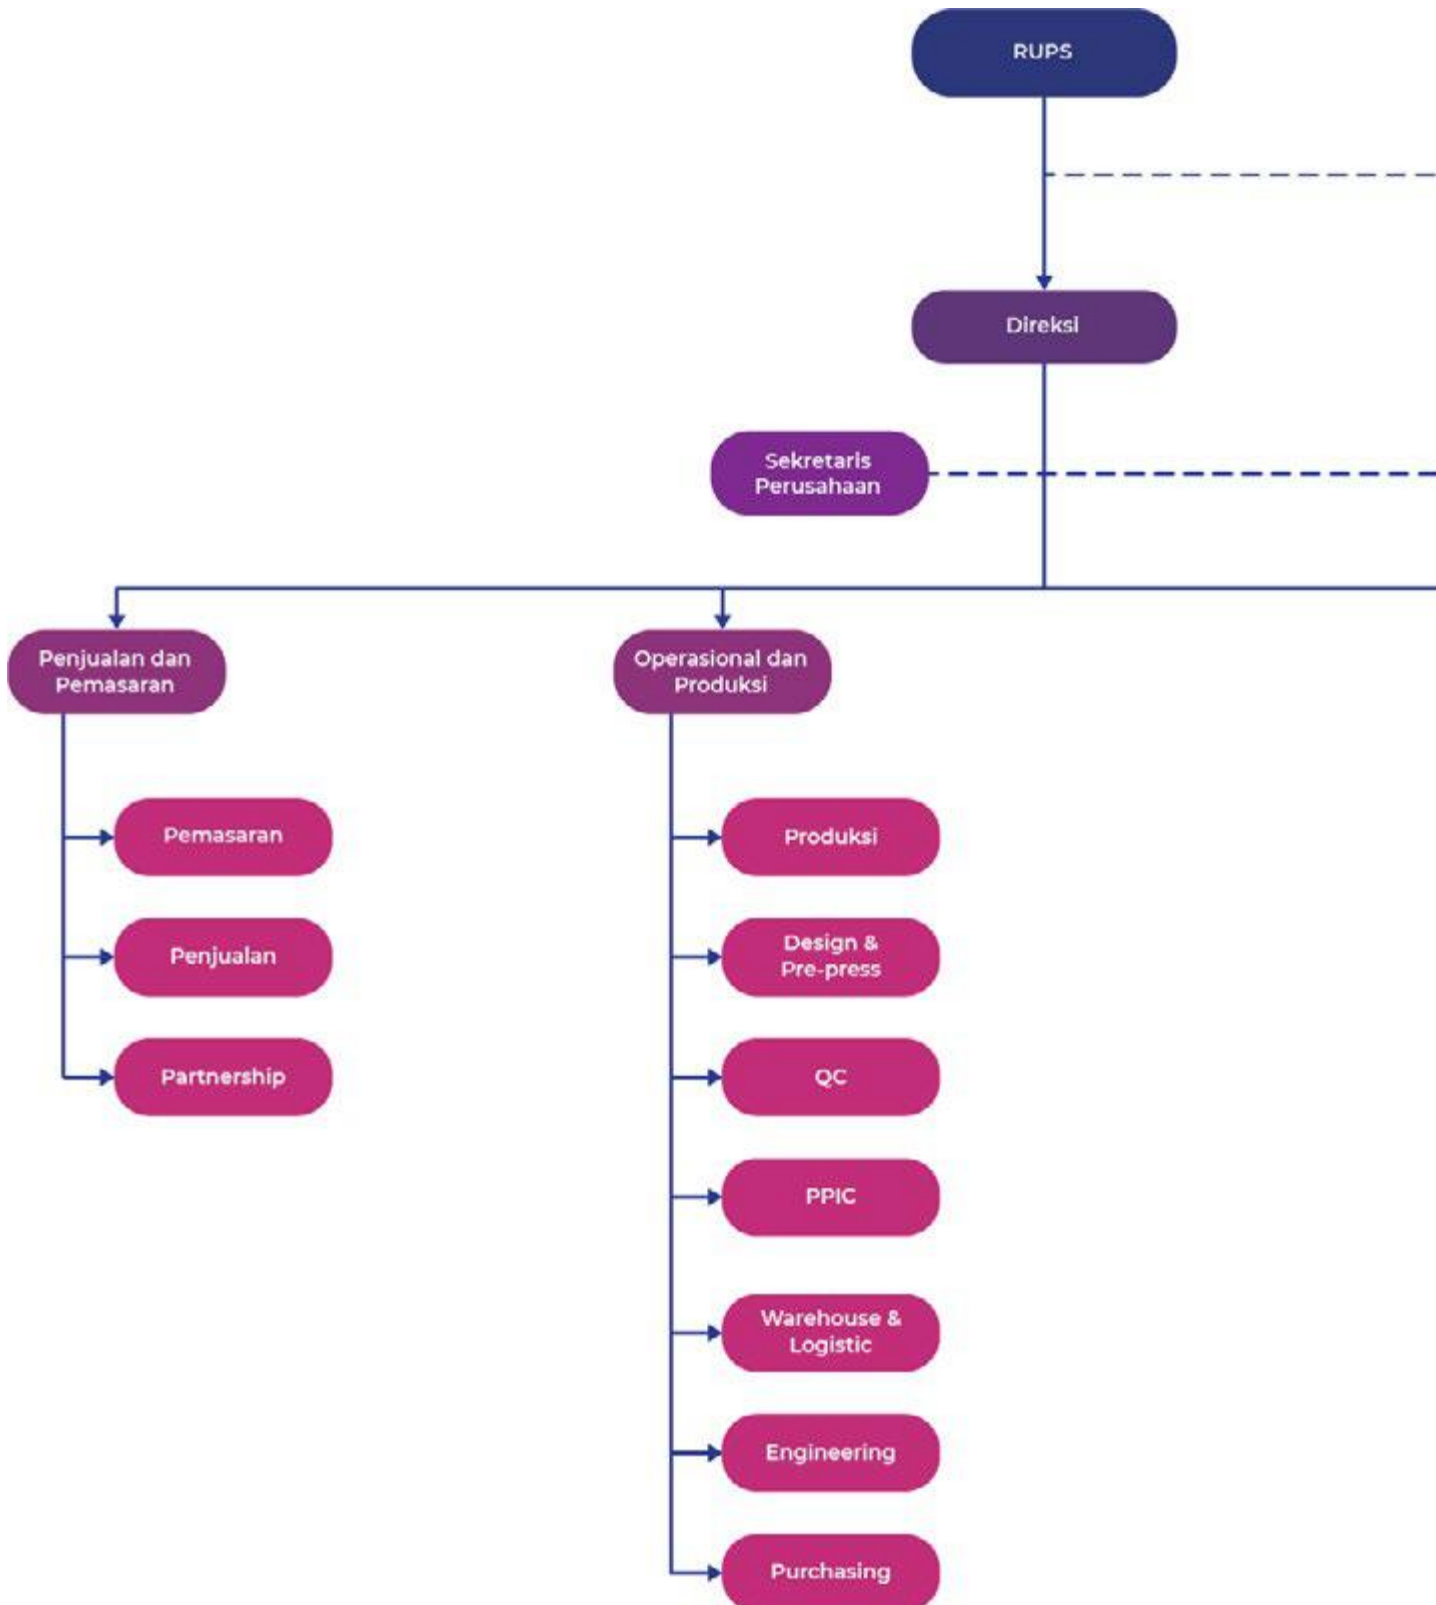 RUPS
Direksi
Sekretaris
Perusahaan
Penjualan dan
Pemasaran
Operasional dan
Produksi
Pemasaran
Penjualan
Partnership
Produksi
Design &
Pre-press
QC
PPIC
Warehouse &
Logistic
Engineering
Purchasing